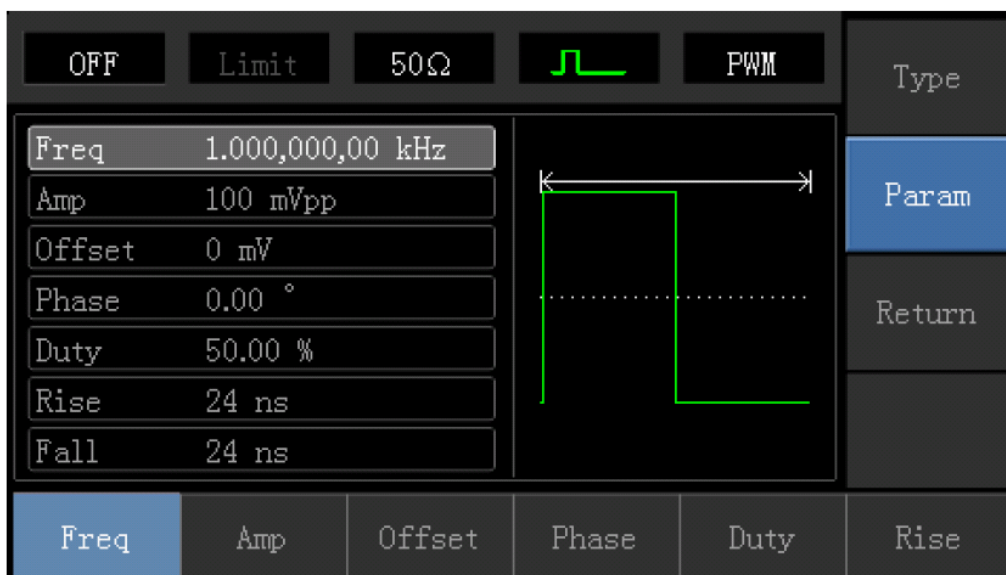 OFF Limit 50Ω PWM
Type
Freq 1.000,000,00 kHz
Amp 100 mVpp
Offset 0 mV
Phase 0.00 °
Duty 50.00 %
Rise 24 ns
Fall 24 ns
Param
Return
Freq Amp Offset Phase Duty Rise